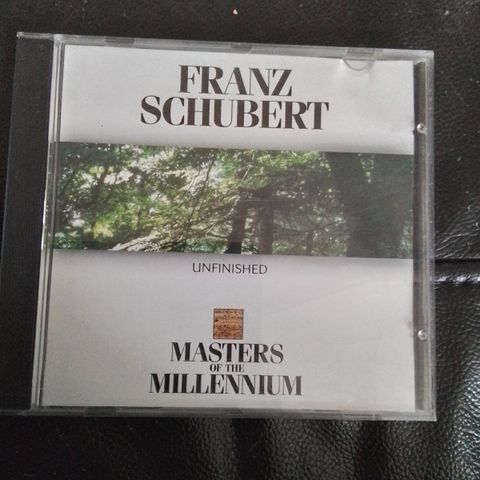 FRANZ
SCHUBERT
UNFINISHED
MASTERS
OF THE
MILLENNIUM